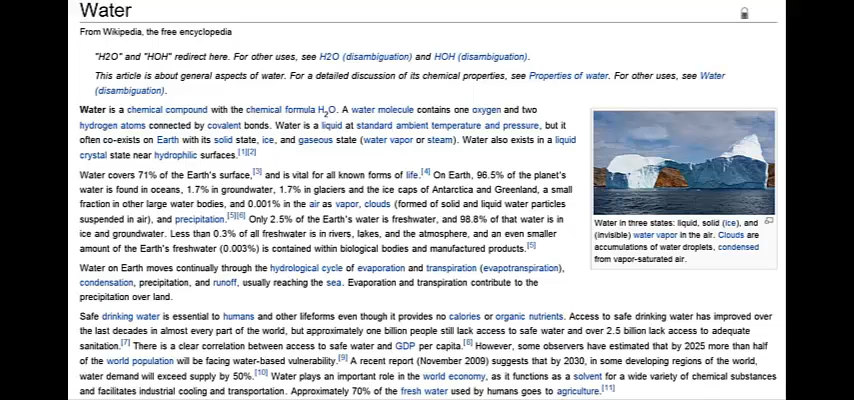 Water
From Wikipedia, the free encyclopedia
"H2O" and "HOH" redirect here. For other uses, see H2O (disambiguation) and HOH (disambiguation).
This article is about general aspects of water. For a detailed discussion of its chemical properties, see Properties of water. For other uses, see Water
(disambiguation).
Water is a chemical compound with the chemical formula H2O. A water molecule contains one oxygen and two
hydrogen atoms connected by covalent bonds. Water is a liquid at standard ambient temperature and pressure, but it
often co-exists on Earth with its solid state, ice, and gaseous state (water vapor or steam). Water also exists in a liquid
crystal state near hydrophilic surfaces.[1][2]
Water covers 71% of the Earth's surface,[3] and is vital for all known forms of life.[4] On Earth, 96.5% of the planet's
water is found in oceans, 1.7% in groundwater, 1.7% in glaciers and the ice caps of Antarctica and Greenland, a small
fraction in other large water bodies, and 0.001% in the air as vapor, clouds (formed of solid and liquid water particles
suspended in air), and precipitation.[5][6] Only 2.5% of the Earth's water is freshwater, and 98.8% of that water is in
ice and groundwater. Less than 0.3% of all freshwater is in rivers, lakes, and the atmosphere, and an even smaller
amount of the Earth's freshwater (0.003%) is contained within biological bodies and manufactured products.[5]
Water on Earth moves continually through the hydrological cycle of evaporation and transpiration (evapotranspiration),
condensation, precipitation, and runoff, usually reaching the sea. Evaporation and transpiration contribute to the
precipitation over land.
Water in three states: liquid, solid (ice), and
(invisible) water vapor in the air. Clouds are
accumulations of water droplets, condensed
from vapor-saturated air.
Safe drinking water is essential to humans and other lifeforms even though it provides no calories or organic nutrients. Access to safe drinking water has improved over
the last decades in almost every part of the world, but approximately one billion people still lack access to safe water and over 2.5 billion lack access to adequate
sanitation.[7] There is a clear correlation between access to safe water and GDP per capita.[8] However, some observers have estimated that by 2025 more than half
of the world population will be facing water-based vulnerability.[9] A recent report (November 2009) suggests that by 2030, in some developing regions of the world,
water demand will exceed supply by 50%.[10] Water plays an important role in the world economy, as it functions as a solvent for a wide variety of chemical substances
and facilitates industrial cooling and transportation. Approximately 70% of the fresh water used by humans goes to agriculture.[11]